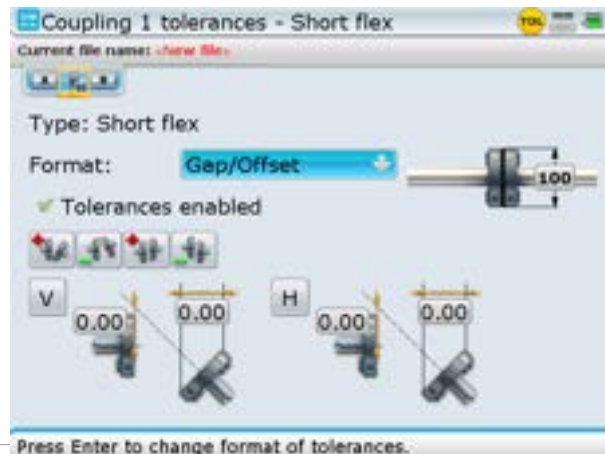 Coupling 1 tolerances - Short flex
TOL
Current file name: <New file>
Type: Short flex
Format: Gap/Offset
100
Tolerances enabled
V 0.00 0.00 H 0.00 0.00
Press Enter to change format of tolerances.